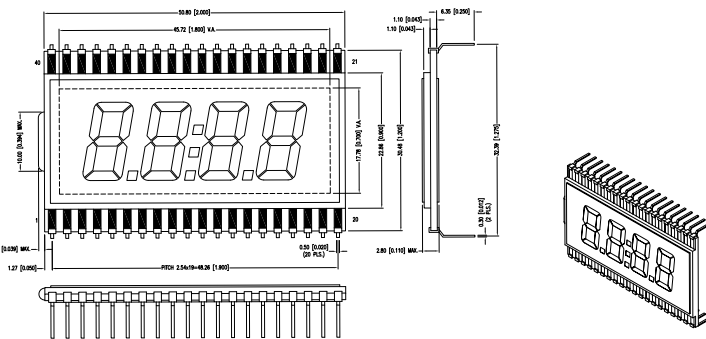 50.80 [2.000]
45.72 [1.800] V.A
40
21
10.00 [0.394] MAX.
17.78 [0.700] V.A
22.86 [0.900]
30.48 [1.200]
1
20
[0.039] MAX.
0.50 [0.020]
(20 PLS.)
1.27 [0.050]
PITCH 2.54x19=48.26 [1.900]
6.35 [0.250]
1.10 [0.043]
1.10 [0.043]
32.39 [1.275]
0.30 [0.012]
(2 PLS.)
2.80 [0.110] MAX.